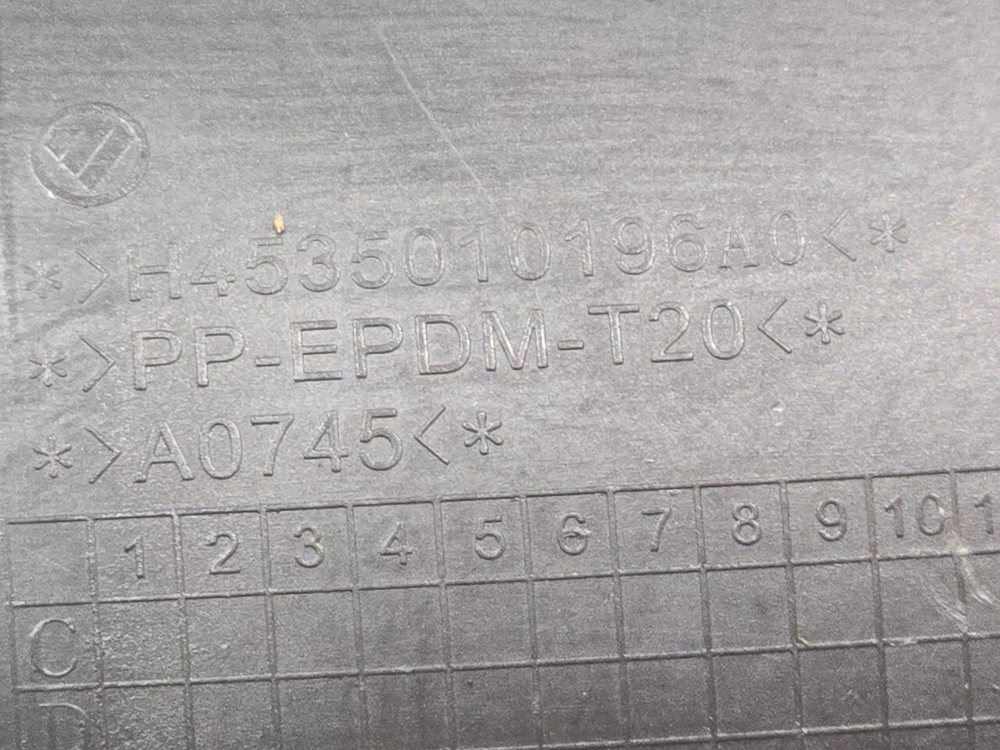 *>H4535010196A0<*
*>PP-EPDM-T20<*
*>A0745<*
1 2 3 4 5 6 7 8 9 10
C